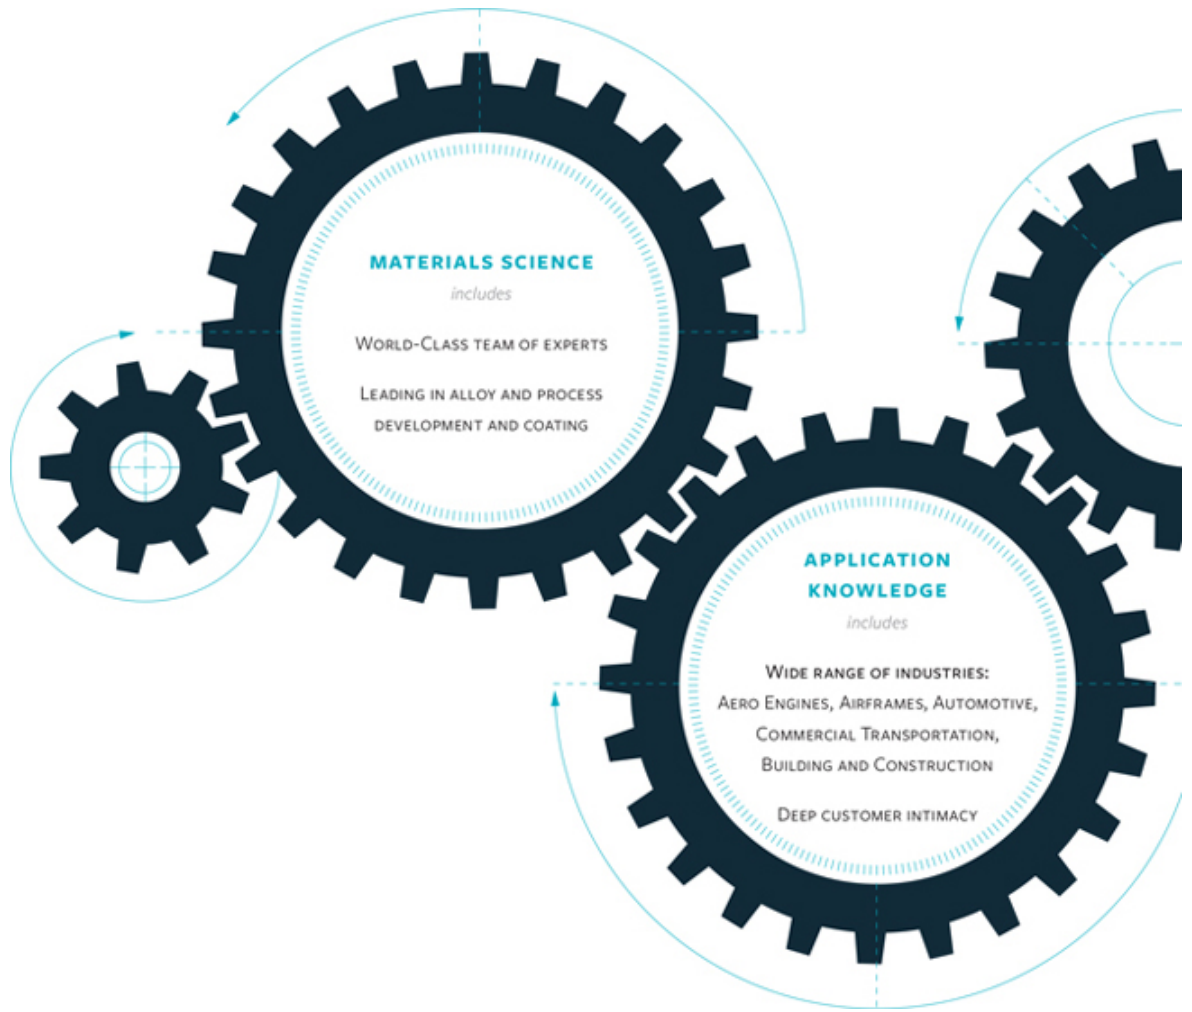 MATERIALS SCIENCE
includes
WORLD-CLASS TEAM OF EXPERTS
LEADING IN ALLOY AND PROCESS
DEVELOPMENT AND COATING
APPLICATION
KNOWLEDGE
includes
WIDE RANGE OF INDUSTRIES:
AERO ENGINES, AIRFRAMES, AUTOMOTIVE,
COMMERCIAL TRANSPORTATION,
BUILDING AND CONSTRUCTION
DEEP CUSTOMER INTIMACY